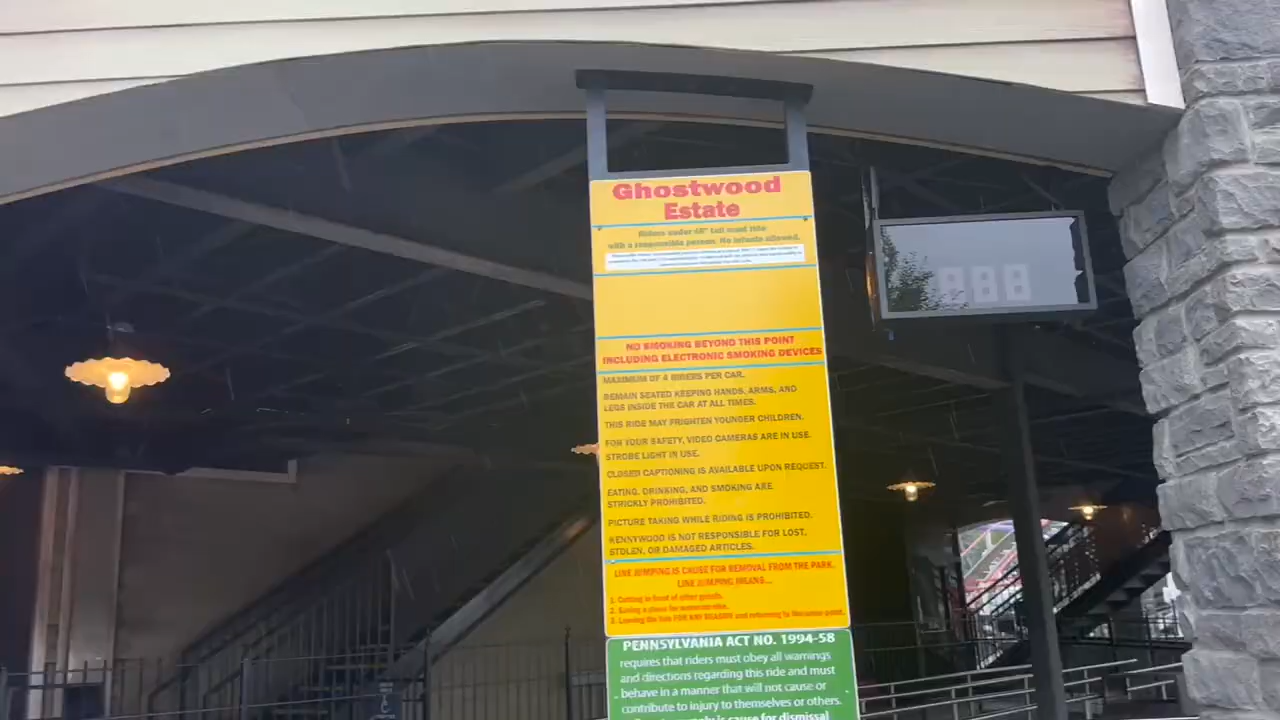 Ghostwood
Estate
Riders under 48" tall must ride
with a responsible person. No infants allowed.
888
NO SMOKING BEYOND THIS POINT
INCLUDING ELECTRONIC SMOKING DEVICES
MAXIMUM OF 4 RIDERS PER CAR.
REMAIN SEATED KEEPING HANDS, ARMS, AND
LEGS INSIDE THE CAR AT ALL TIMES.
THIS RIDE MAY FRIGHTEN YOUNGER CHILDREN.
FOR YOUR SAFETY, VIDEO CAMERAS ARE IN USE.
STROBE LIGHT IN USE.
CLOSED CAPTIONING IS AVAILABLE UPON REQUEST.
EATING, DRINKING, AND SMOKING ARE
STRICKLY PROHIBITED.
PICTURE TAKING WHILE RIDING IS PROHIBITED.
KENNYWOOD IS NOT RESPONSIBLE FOR LOST,
STOLEN, OR DAMAGED ARTICLES.
LINE JUMPING IS CAUSE FOR REMOVAL FROM THE PARK.
LINE JUMPING MEANS...
1. Cutting in front of other guests.
2. Saving a place for someone else.
3. Leaving the line FOR ANY REASON and returning to the same point.
PENNSYLVANIA ACT NO. 1994-58
requires that riders must obey all warnings
and directions regarding this ride and must
behave in a manner that will not cause or
contribute to injury to themselves or others.
is cause for dismissal